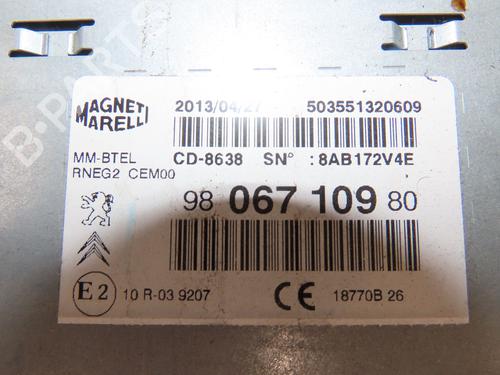 MAGNETI
MARELLI
2013/04/27 503551320609
MM-BTEL CD-8638 SN° : 8AB172V4E
RNEG2 CEM00
98 067 109 80
E2 10 R-03 9207 CE 18770B 26
B-PARTS